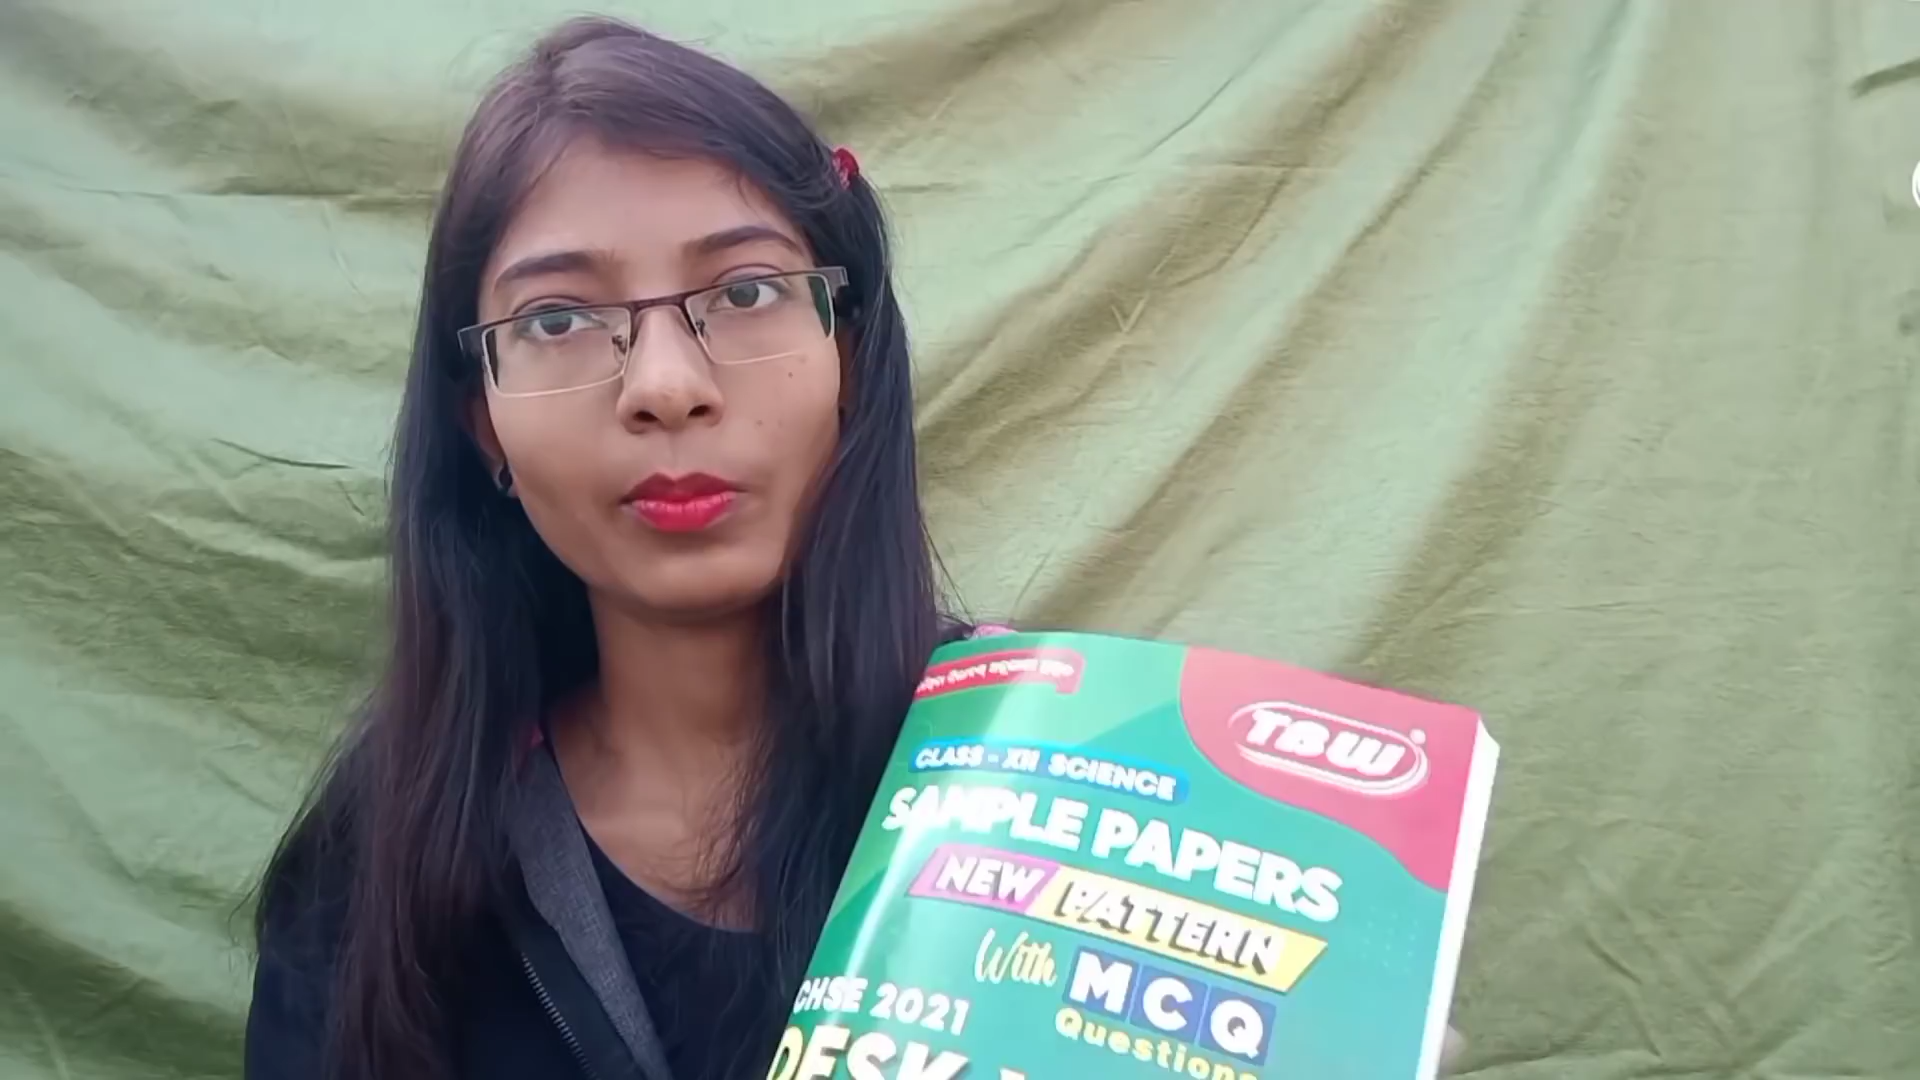 TBW
CLASS - XII SCIENCE
SAMPLE PAPERS
NEW PATTERN
With MCQ
Questions
CHSE 2021